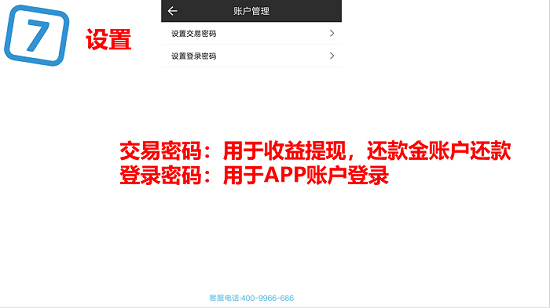 7
设置
账户管理
设置交易密码
设置登录密码
交易密码：用于收益提现，还款金账户还款
登录密码：用于APP账户登录
客服电话:400-9966-686